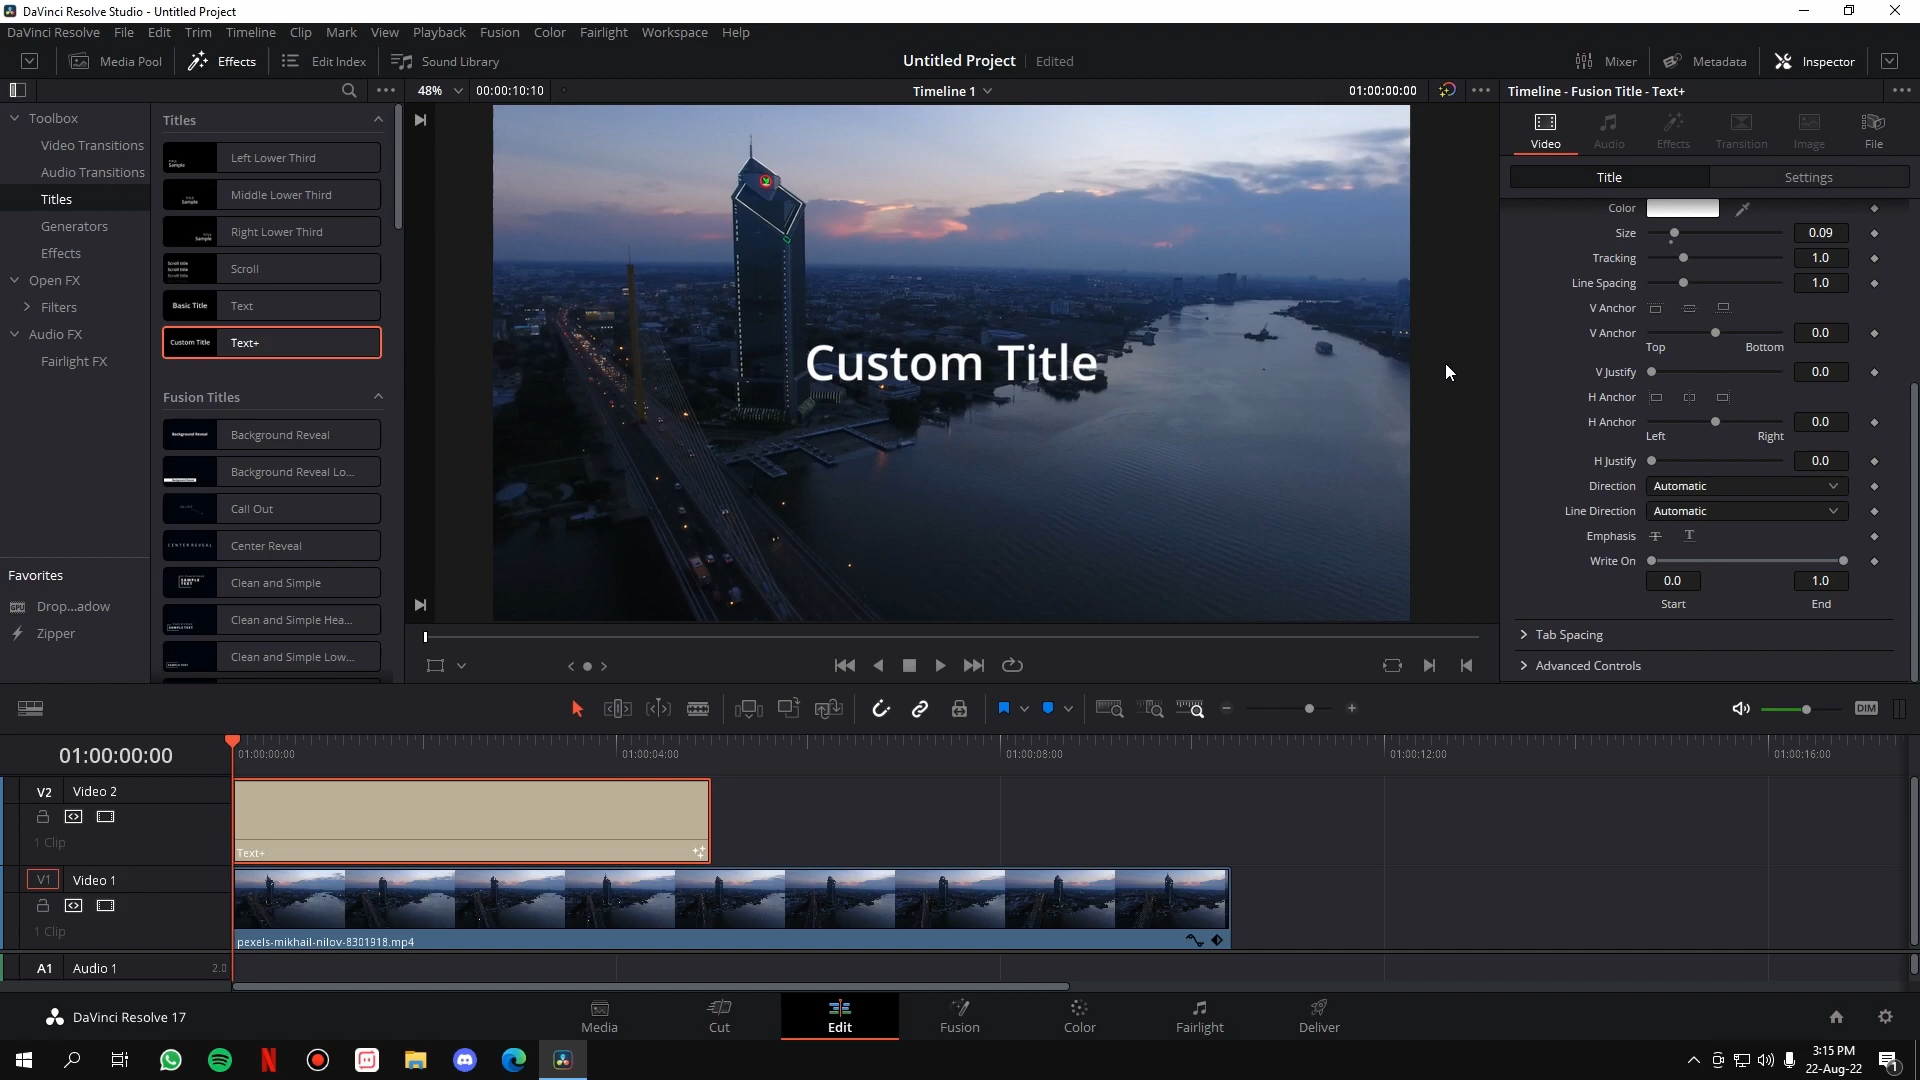 DaVinci Resolve Studio - Untitled Project
DaVinci Resolve File Edit Trim Timeline Clip Mark View Playback Fusion Color Fairlight Workspace Help
Media Pool Effects Edit Index Sound Library Untitled Project Edited Mixer Metadata Inspector
48% 00:00:10:10 Timeline 1 01:00:00:00 Timeline - Fusion Title - Text+
Toolbox
Video Transitions
Audio Transitions
Titles
Generators
Effects
Open FX
Filters
Audio FX
Fairlight FX
Favorites
Drop...adow
Zipper
Titles
Left Lower Third
Middle Lower Third
Right Lower Third
Scroll
Basic Title Text
Custom Title Text+
Fusion Titles
Background Reveal Background Reveal
Background Reveal Lo...
Call Out
CENTER REVEAL Center Reveal
Clean and Simple
Clean and Simple Hea...
Clean and Simple Low...
Custom Title
Video Audio Effects Transition Image File
Title Settings
Color
Size 0.09
Tracking 1.0
Line Spacing 1.0
V Anchor
V Anchor 0.0
Top Bottom
V Justify 0.0
H Anchor
H Anchor 0.0
Left Right
H Justify 0.0
Direction Automatic
Line Direction Automatic
Emphasis
Write On
0.0 1.0
Start End
Tab Spacing
Advanced Controls
DIM
01:00:00:00 01:00:00:00 01:00:04:00 01:00:08:00 01:00:12:00 01:00:16:00
V2 Video 2
1 Clip
Text+
V1 Video 1
1 Clip
pexels-mikhail-nilov-8301918.mp4
A1 Audio 1 2.0
DaVinci Resolve 17 Media Cut Edit Fusion Color Fairlight Deliver
3:15 PM
22-Aug-22
1